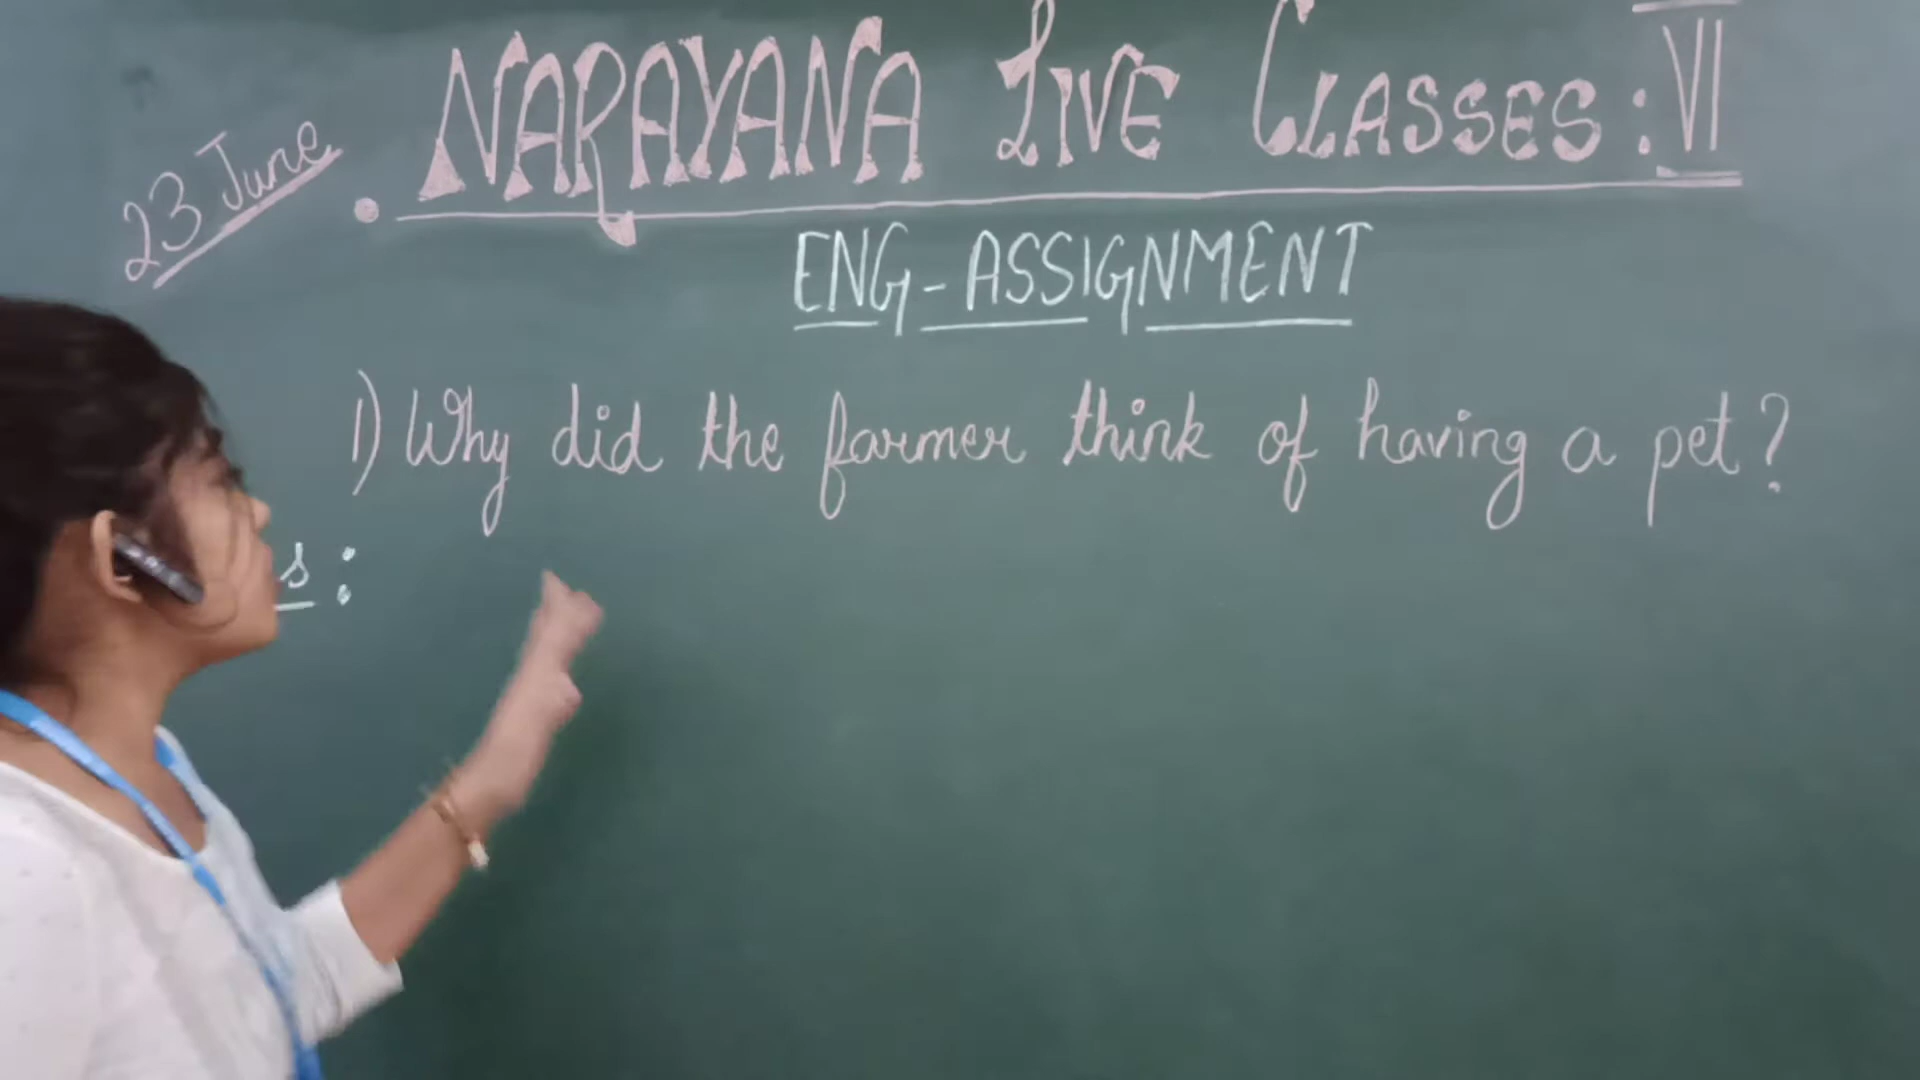 23 June
NARAYANA LIVE CLASSES : VI
ENG-ASSIGNMENT
1) Why did the farmer think of having a pet?
s :